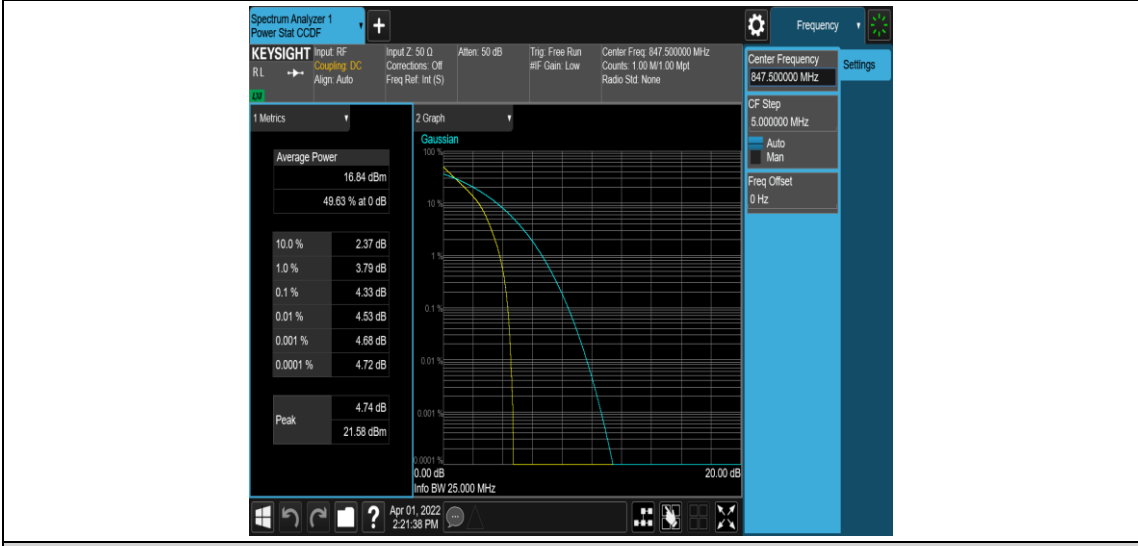 Spectrum Analyzer 1
Power Stat CCDF
+
Frequency
KEYSIGHT
R L
Input: RF
Coupling: DC
Align: Auto
Input Z: 50 Ω
Corrections: Off
Freq Ref: Int (S)
Atten: 50 dB
Trig: Free Run
#IF Gain: Low
Center Freq: 847.500000 MHz
Counts: 1.00 M/1.00 Mpt
Radio Std: None
Center Frequency
847.500000 MHz
Settings
CF Step
5.000000 MHz
Auto
Man
Freq Offset
0 Hz
1 Metrics
Average Power
16.84 dBm
49.63 % at 0 dB
10.0 % 2.37 dB
1.0 % 3.79 dB
0.1 % 4.33 dB
0.01 % 4.53 dB
0.001 % 4.68 dB
0.0001 % 4.72 dB
Peak
4.74 dB
21.58 dBm
2 Graph
Gaussian
100 %
10 %
1 %
0.1 %
0.01 %
0.001 %
0.0001 %
0.00 dB 20.00 dB
Info BW 25.000 MHz
?
Apr 01, 2022
2:21:38 PM